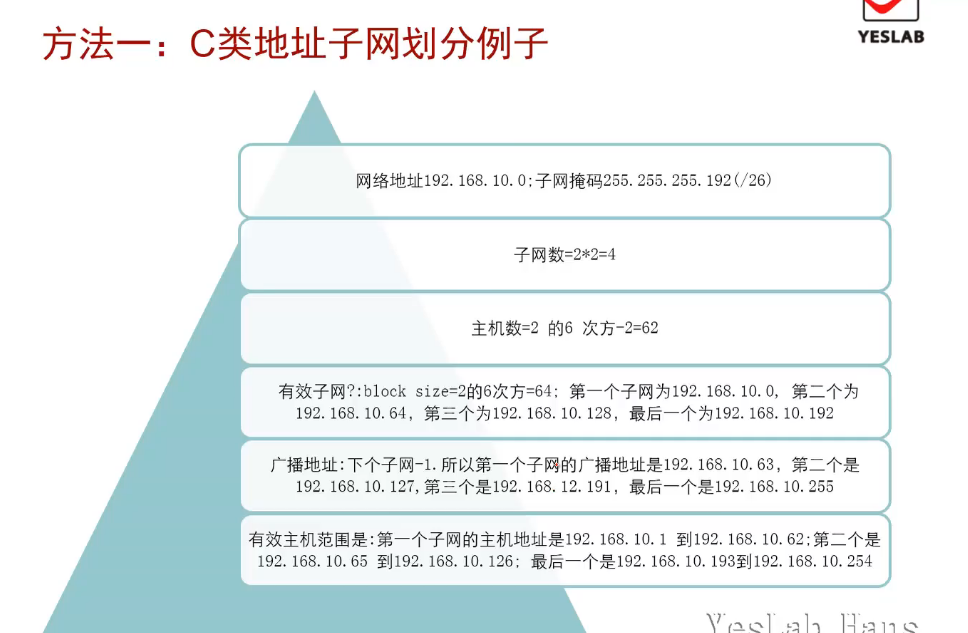 方法一：C类地址子网划分例子
YESLAB
网络地址192.168.10.0;子网掩码255.255.255.192(/26)
子网数=2*2=4
主机数=2 的6 次方-2=62
有效子网?:block size=2的6次方=64; 第一个子网为192.168.10.0, 第二个为
192.168.10.64, 第三个为192.168.10.128, 最后一个为192.168.10.192
广播地址:下个子网-1.所以第一个子网的广播地址是192.168.10.63, 第二个是
192.168.10.127,第三个是192.168.12.191, 最后一个是192.168.10.255
有效主机范围是:第一个子网的主机地址是192.168.10.1 到192.168.10.62;第二个是
192.168.10.65 到192.168.10.126; 最后一个是192.168.10.193到192.168.10.254
YesLab Hans